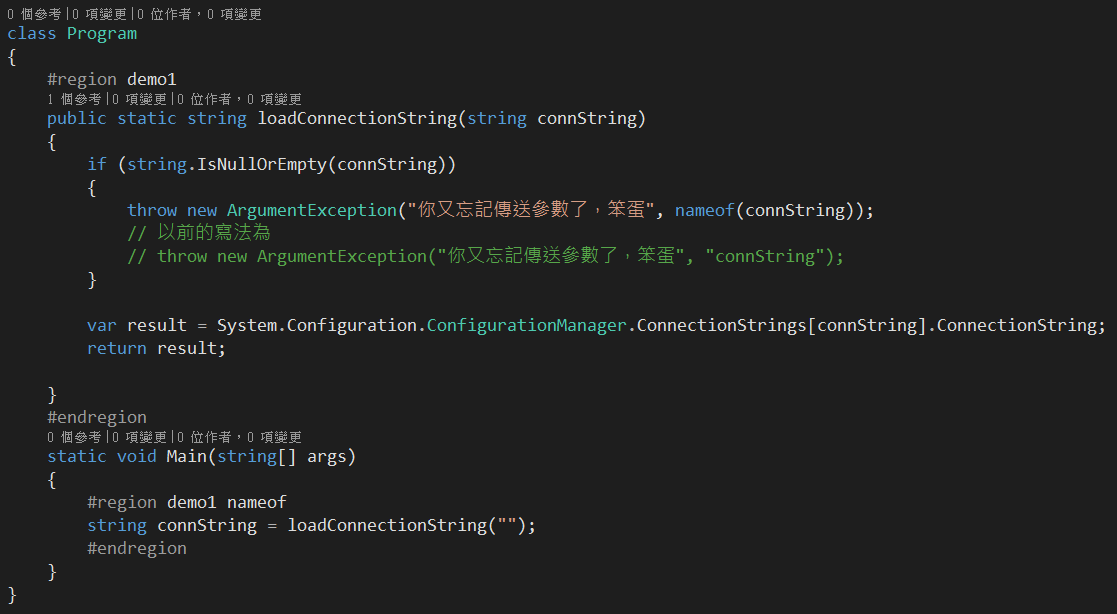 0 個參考|0 項變更|0 位作者，0 項變更
class Program
{
    #region demo1
    1 個參考|0 項變更|0 位作者，0 項變更
    public static string loadConnectionString(string connString)
    {
        if (string.IsNullOrEmpty(connString))
        {
            throw new ArgumentException("你又忘記傳送參數了，笨蛋", nameof(connString));
            // 以前的寫法為
            // throw new ArgumentException("你又忘記傳送參數了，笨蛋", "connString");
        }

        var result = System.Configuration.ConfigurationManager.ConnectionStrings[connString].ConnectionString;
        return result;

    }
    #endregion
    0 個參考|0 項變更|0 位作者，0 項變更
    static void Main(string[] args)
    {
        #region demo1 nameof
        string connString = loadConnectionString("");
        #endregion
    }
}